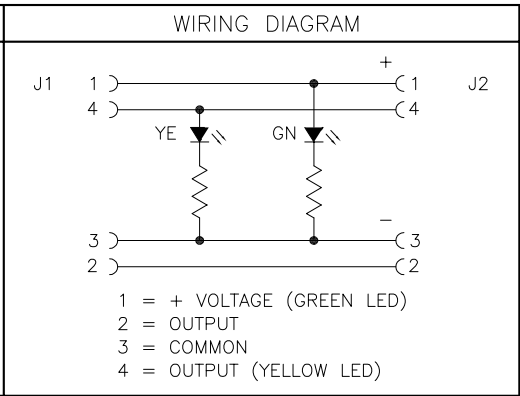 WIRING DIAGRAM
+
J1 1 1 J2
4 4
YE GN
−
3 3
2 2
1 = + VOLTAGE (GREEN LED)
2 = OUTPUT
3 = COMMON
4 = OUTPUT (YELLOW LED)